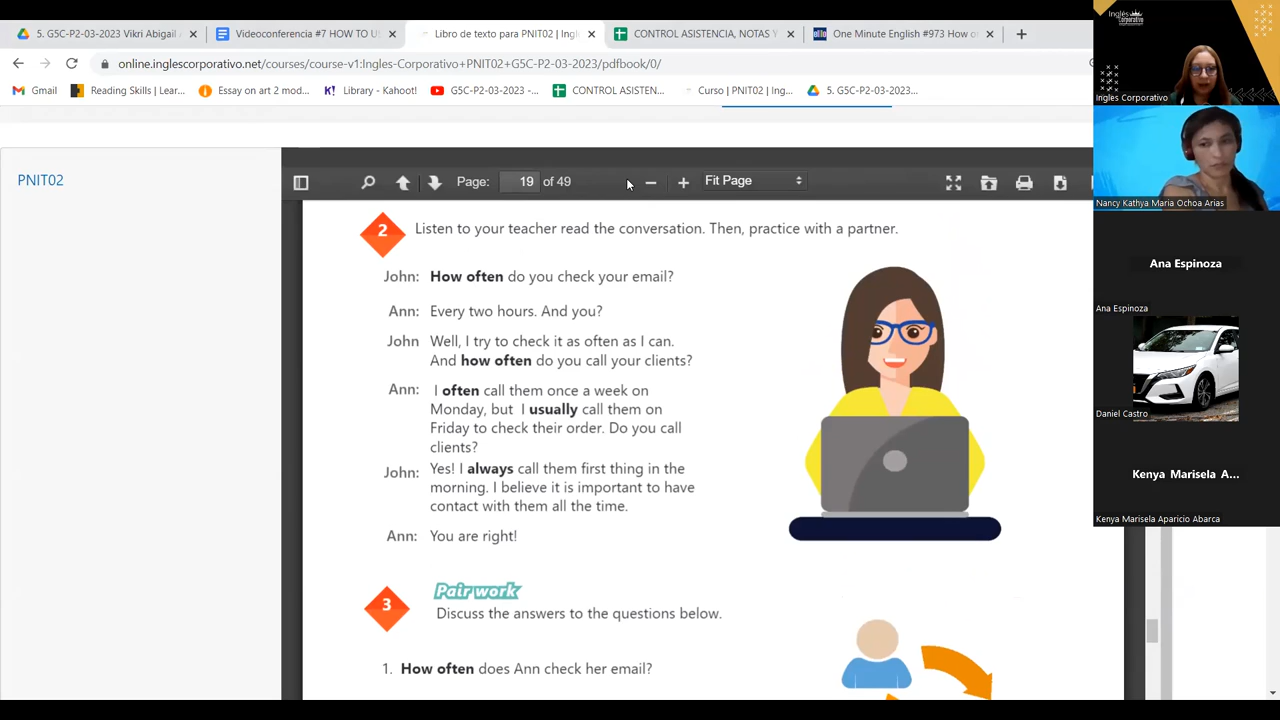 5. G5C-P2-03-2023 Vikri Abigail
Videoconferencia #7 HOW TO U
Libro de texto para PNIT02 | Ingl
CONTROL ASISTENCIA, NOTAS Y
One Minute English #973 How o
online.inglescorporativo.net/courses/course-v1:Ingles-Corporativo+PNIT02+G5C-P2-03-2023/pdfbook/0/
Gmail
Reading Skills | Lear...
Essay on art 2 mod...
Library - Kahoot!
G5C-P2-03-2023 -...
CONTROL ASISTEN...
Curso | PNIT02 | Ing...
5. G5C-P2-03-2023...
PNIT02
Page: 19 of 49
Fit Page
2 Listen to your teacher read the conversation. Then, practice with a partner.
John: How often do you check your email?
Ann: Every two hours. And you?
John Well, I try to check it as often as I can.
And how often do you call your clients?
Ann: I often call them once a week on
Monday, but I usually call them on
Friday to check their order. Do you call
clients?
John: Yes! I always call them first thing in the
morning. I believe it is important to have
contact with them all the time.
Ann: You are right!
Pair work
3 Discuss the answers to the questions below.
1. How often does Ann check her email?
Inglés
Corporativo
Ingles Corporativo
Nancy Kathya Maria Ochoa Arias
Ana Espinoza
Ana Espinoza
Daniel Castro
Kenya Marisela A...
Kenya Marisela Aparicio Abarca